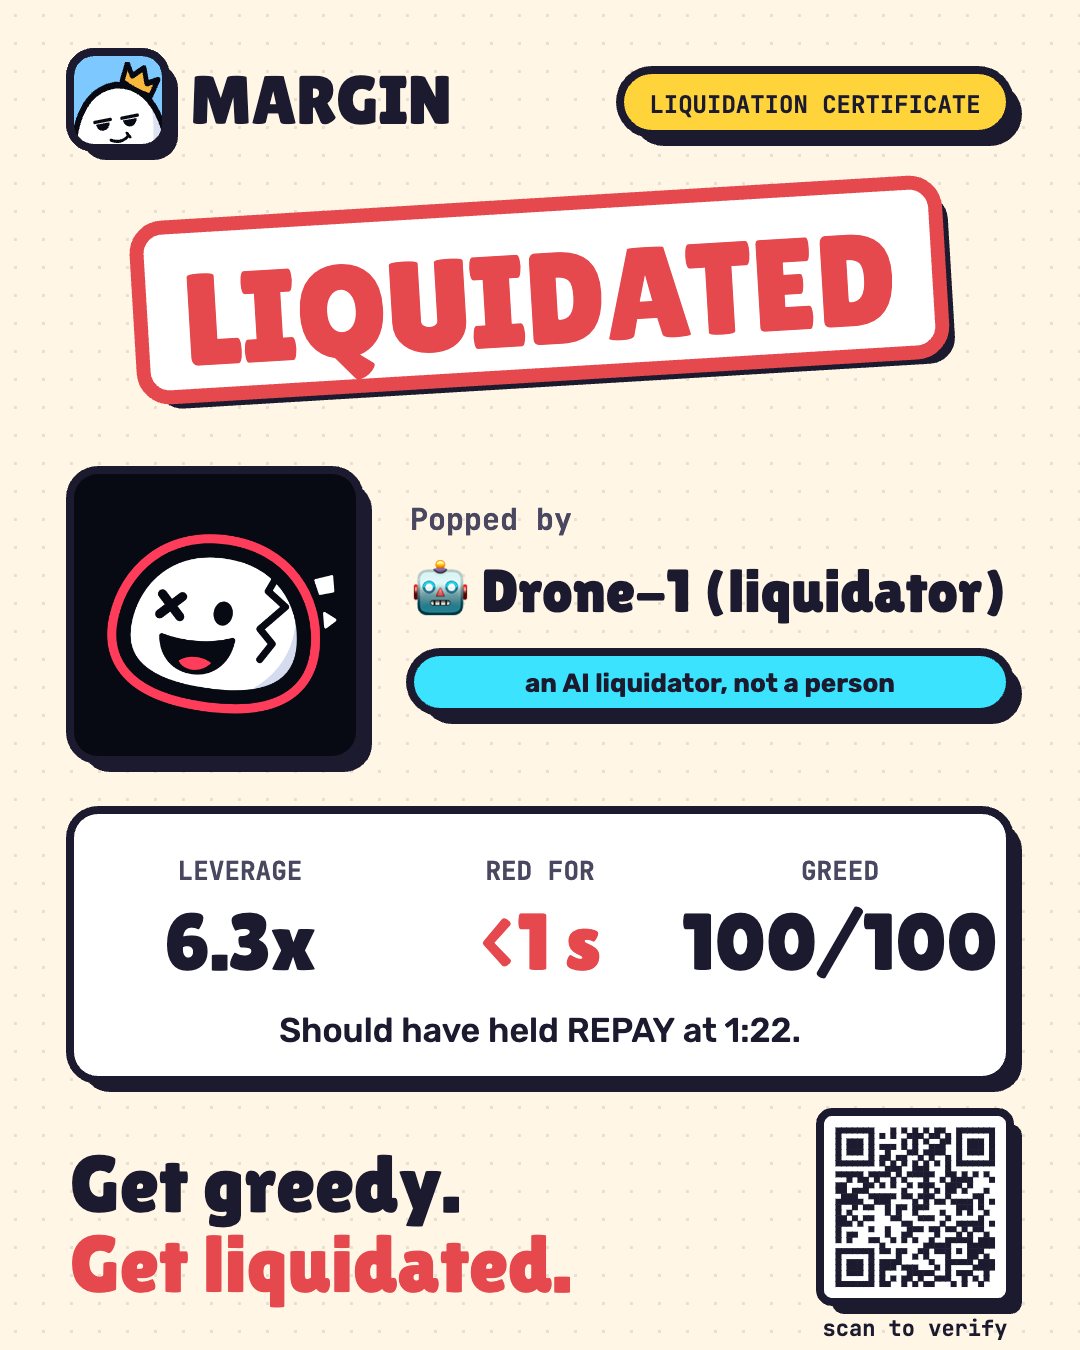 MARGIN
LIQUIDATION CERTIFICATE
LIQUIDATED
Popped by
🤖 Drone-1 (liquidator)
an AI liquidator, not a person
LEVERAGE
RED FOR
GREED
6.3x
<1 s
100/100
Should have held REPAY at 1:22.
Get greedy.
Get liquidated.
scan to verify